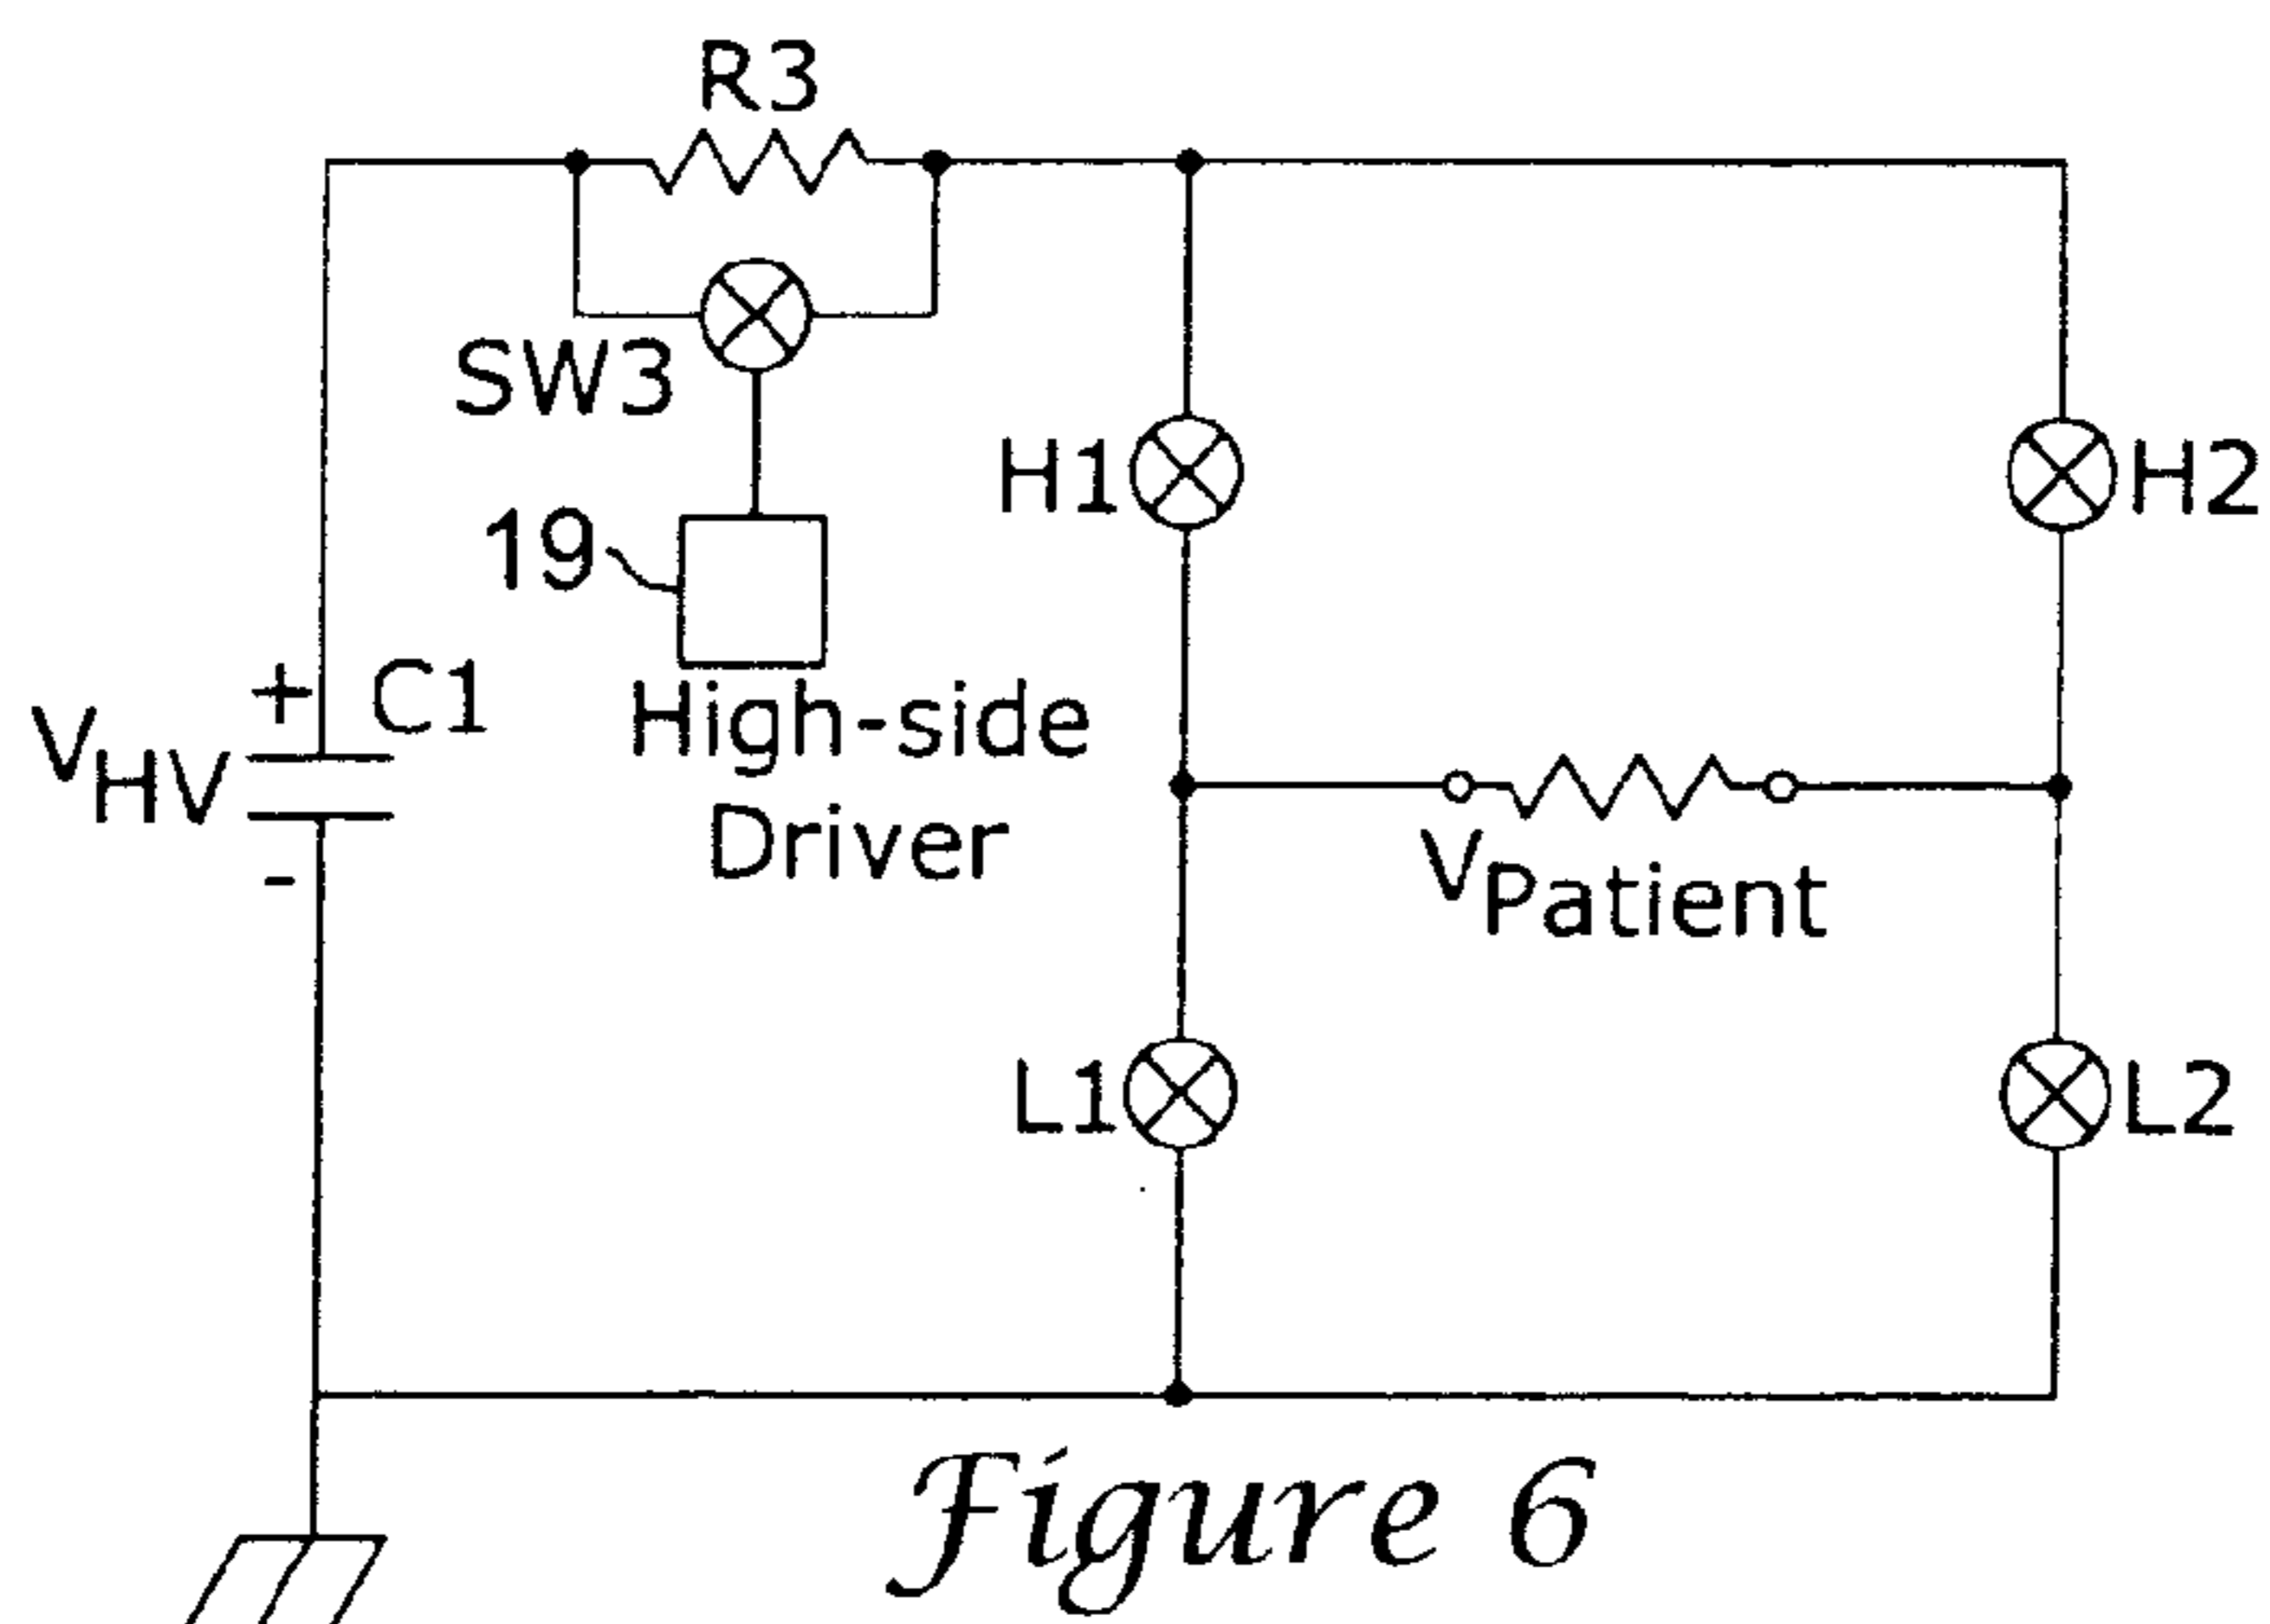 R3
SW3
H1
H2
19
+ C1
VHV
High-side
Driver
-
VPatient
L1
L2
Figure 6